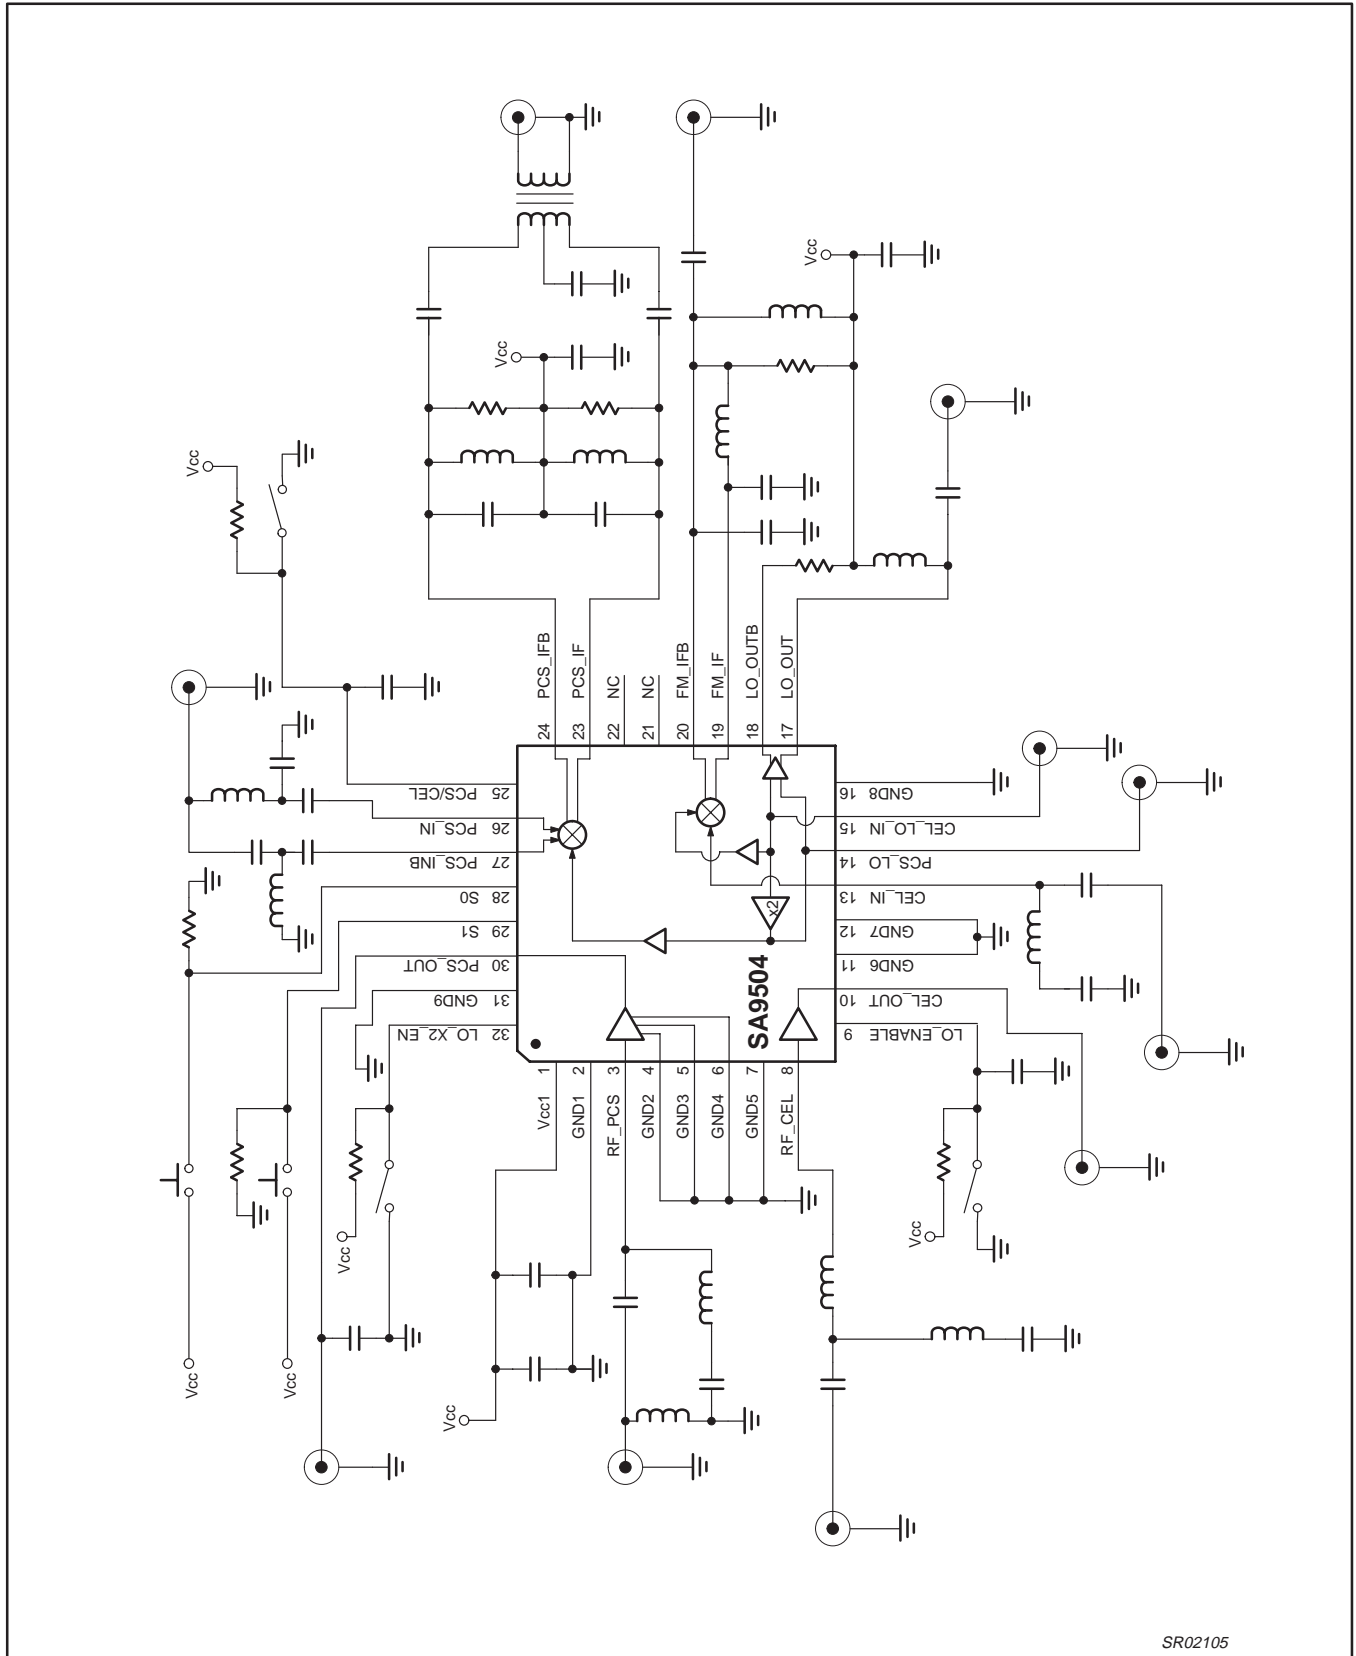 Vcc
Vcc
Vcc
24 PCS_IFB
23 PCS_IF
22 NC
21 NC
20 FM_IFB
19 FM_IF
18 LO_OUTB
17 LO_OUT
25 PCS/CEL
26 PCS_IN
27 PCS_INB
28 S0
29 S1
30 PCS_OUT
31 GND9
32 LO_X2_EN
16 GND8
15 CEL_LO_IN
14 PCS_LO
13 CEL_IN
12 GND7
11 GND6
10 CEL_OUT
9 LO_ENABLE
x2
SA9504
Vcc1 1
GND1 2
RF_PCS 3
GND2 4
GND3 5
GND4 6
GND5 7
RF_CEL 8
Vcc
Vcc
Vcc
Vcc
Vcc
SR02105